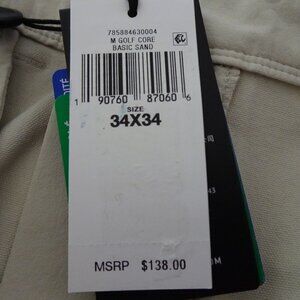 785884630004
M GOLF CORE
BASIC SAND
1 90760 87060 6
SIZE
34X34
MSRP $138.00